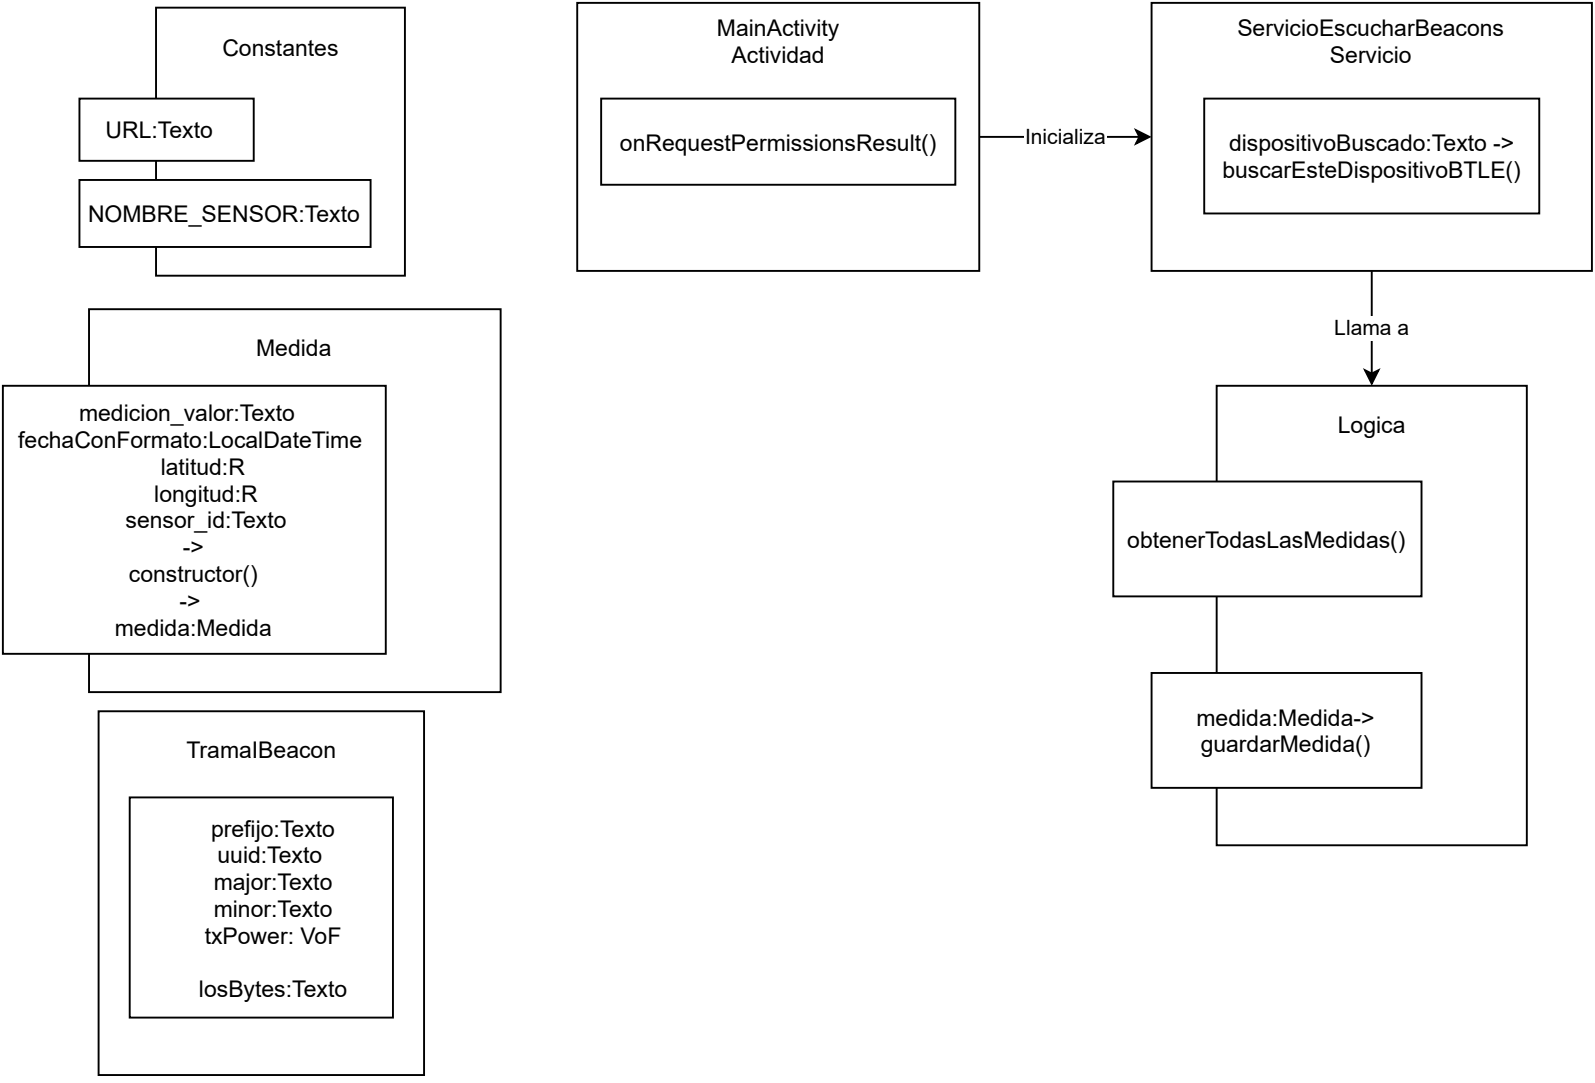 Constantes
URL:Texto
NOMBRE_SENSOR:Texto
MainActivity
Actividad
onRequestPermissionsResult()
Inicializa
ServicioEscucharBeacons
Servicio
dispositivoBuscado:Texto ->
buscarEsteDispositivoBTLE()
Llama a
Logica
obtenerTodasLasMedidas()
medida:Medida->
guardarMedida()
Medida
medicion_valor:Texto
fechaConFormato:LocalDateTime
latitud:R
longitud:R
sensor_id:Texto
->
constructor()
->
medida:Medida
TramaIBeacon
prefijo:Texto
uuid:Texto
major:Texto
minor:Texto
txPower: VoF
losBytes:Texto